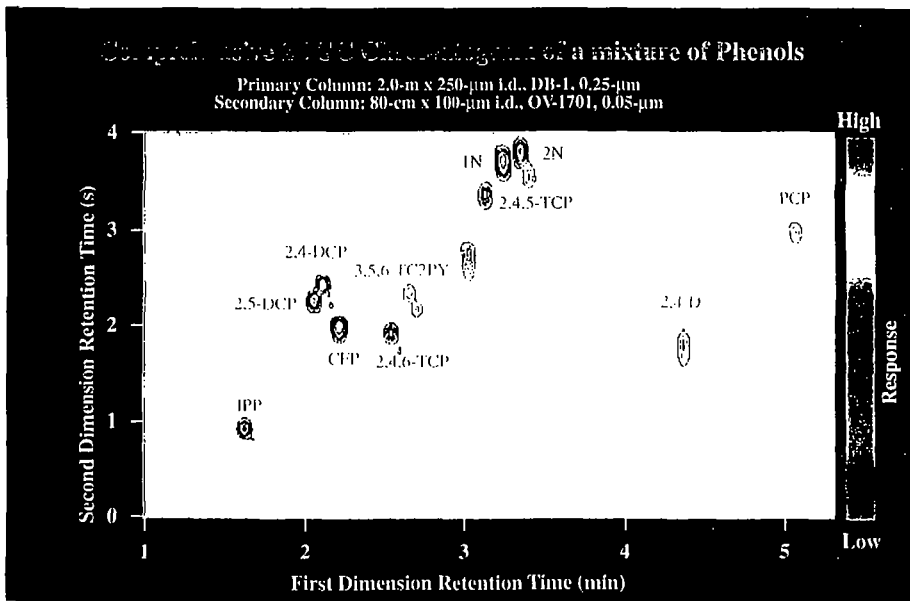 of a mixture of Phenols
Primary Column: 2.0-m x 250-μm i.d., DB-1, 0.25-μm
Secondary Column: 80-cm x 100-μm i.d., OV-1701, 0.05-μm
High
4
1N
2N
2,4,5-TCP
PCP
3
2,4-DCP
3,5,6-TC2PY
2,5-DCP
2,4-D
2
CFP
2,4,6-TCP
IPP
1
0
Second Dimension Retention Time (s)
Response
Low
1 2 3 4 5
First Dimension Retention Time (min)